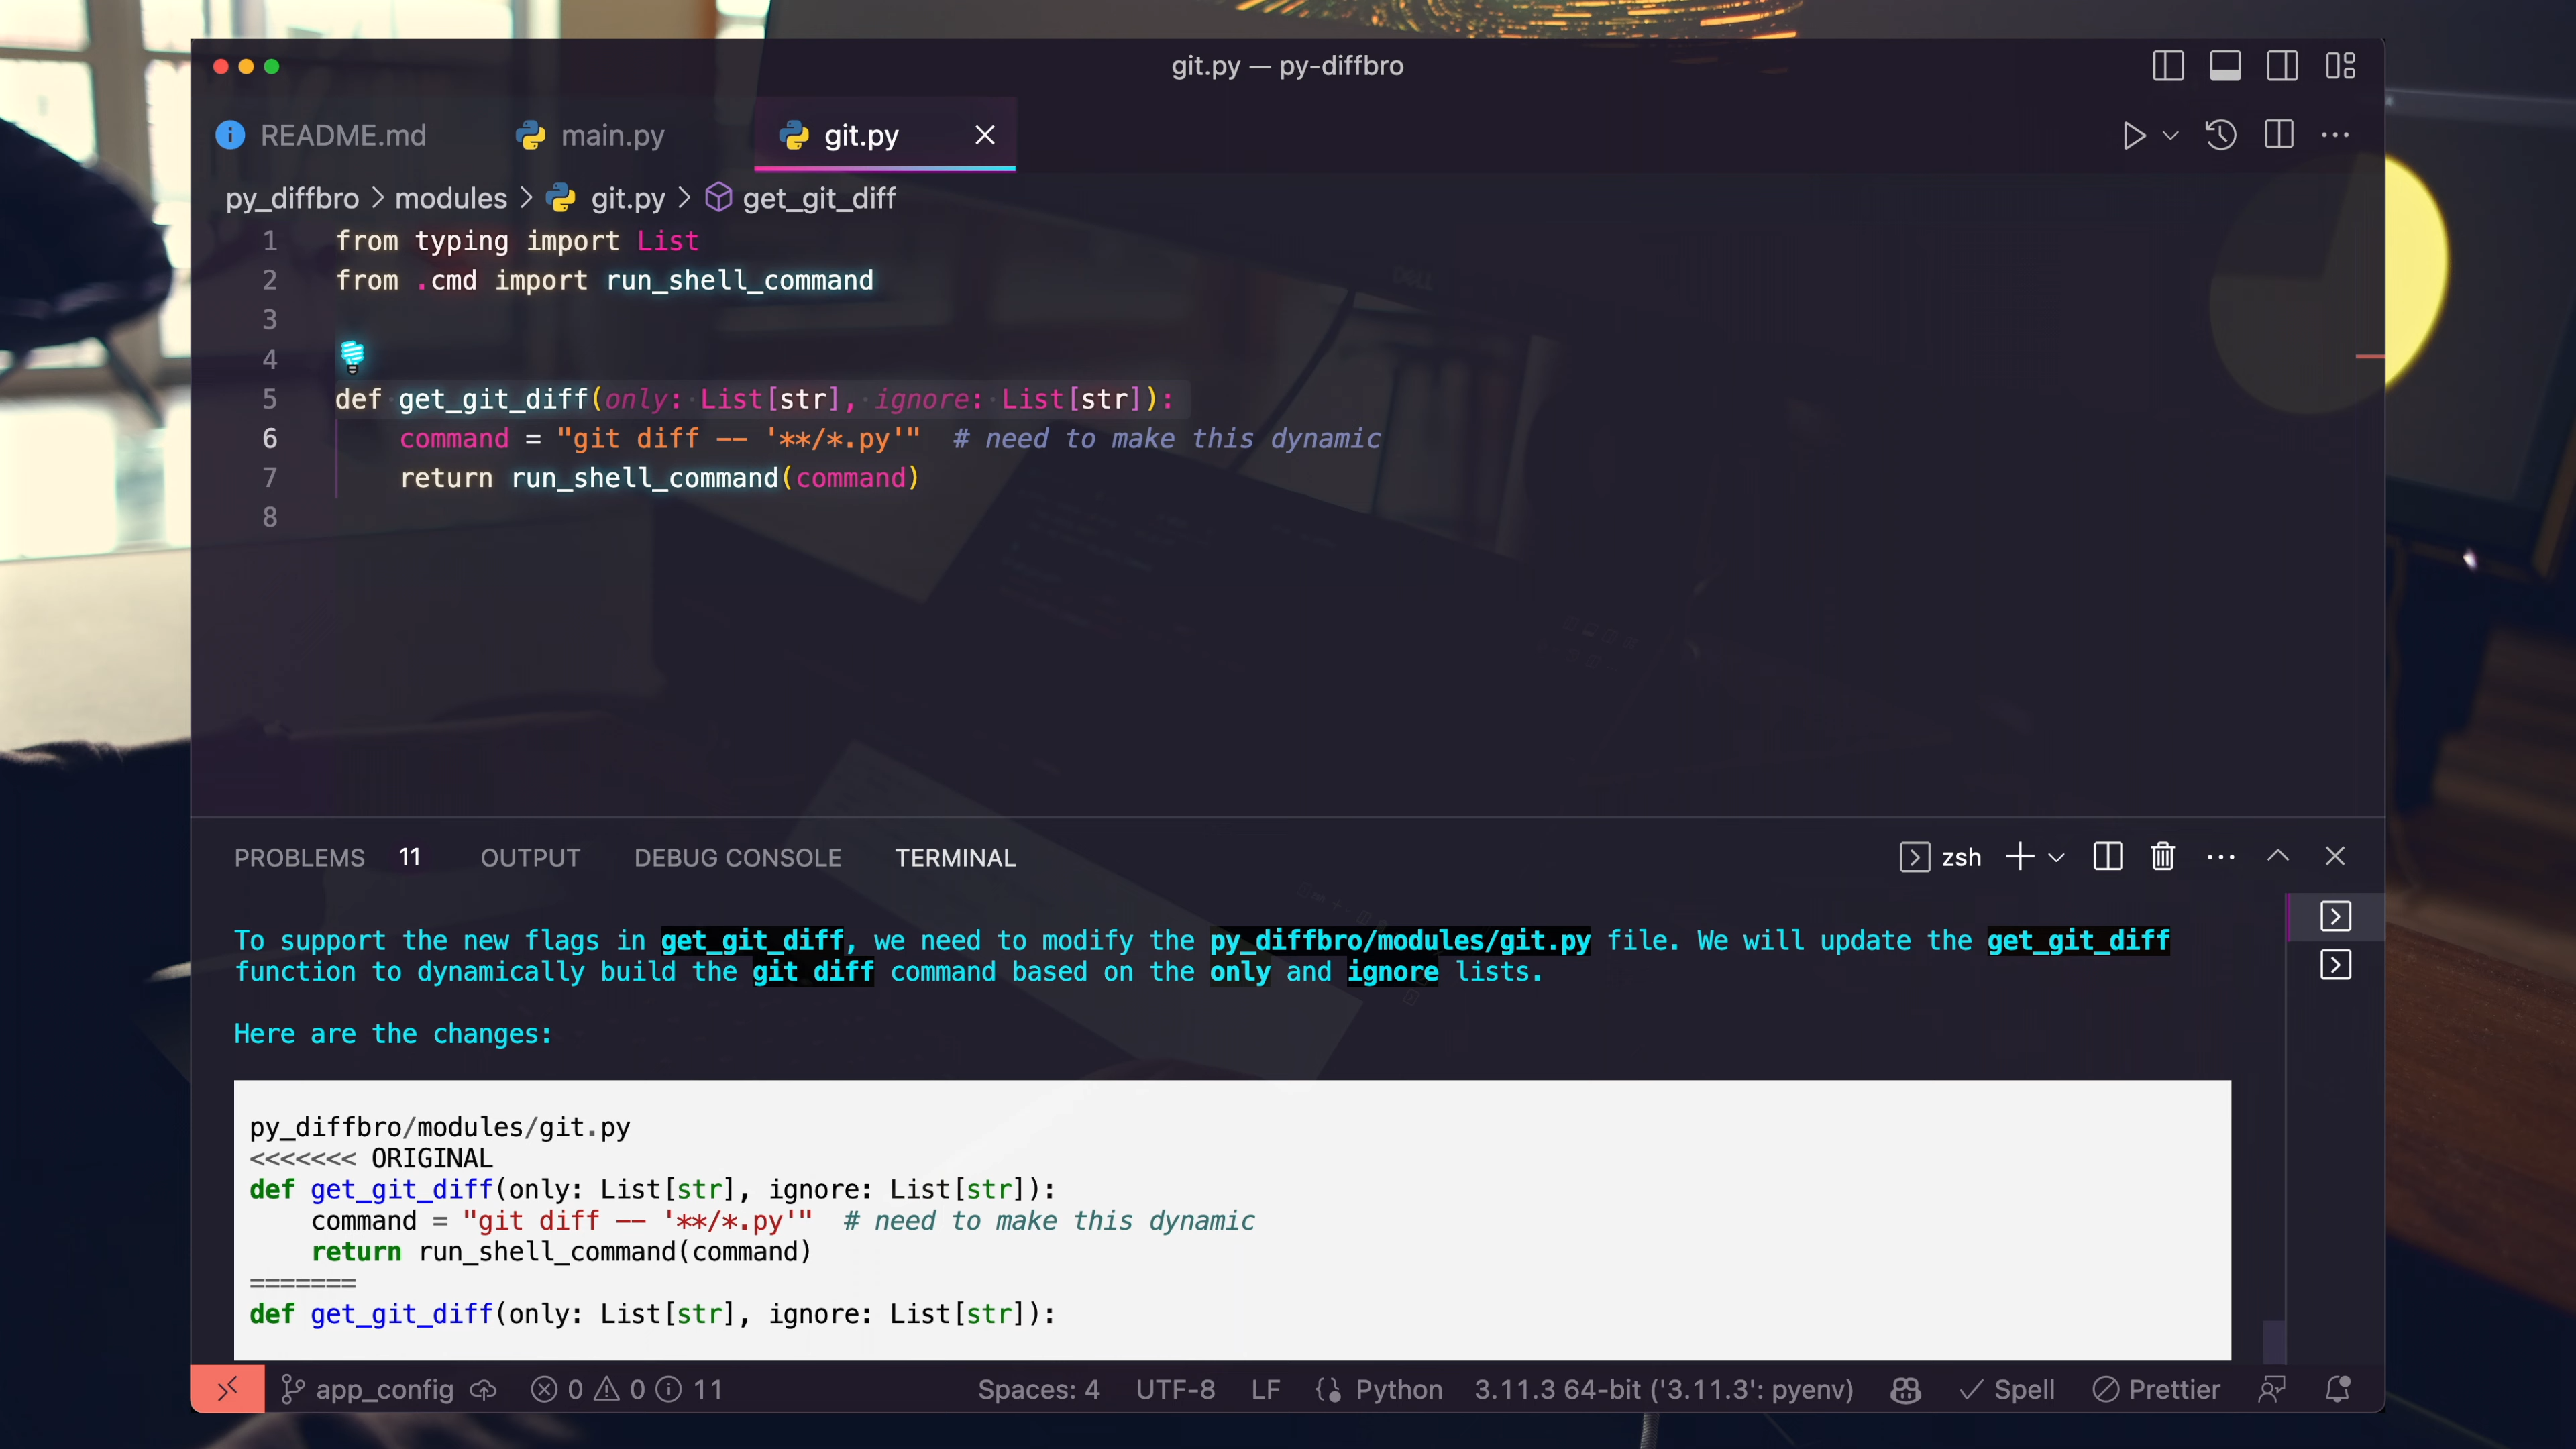 git.py — py-diffbro
README.md
main.py
git.py
py_diffbro > modules > git.py > get_git_diff
1 from typing import List
2 from .cmd import run_shell_command
3
4
5 def get_git_diff(only: List[str], ignore: List[str]):
6     command = "git diff -- '**/*.py'"  # need to make this dynamic
7     return run_shell_command(command)
8
PROBLEMS 11 OUTPUT DEBUG CONSOLE TERMINAL
zsh
To support the new flags in get_git_diff, we need to modify the py_diffbro/modules/git.py file. We will update the get_git_diff
function to dynamically build the git diff command based on the only and ignore lists.
Here are the changes:
py_diffbro/modules/git.py
<<<<<<< ORIGINAL
def get_git_diff(only: List[str], ignore: List[str]):
    command = "git diff -- '**/*.py'"  # need to make this dynamic
    return run_shell_command(command)
=======
def get_git_diff(only: List[str], ignore: List[str]):
app_config 0 0 11 Spaces: 4 UTF-8 LF Python 3.11.3 64-bit ('3.11.3': pyenv) Spell Prettier